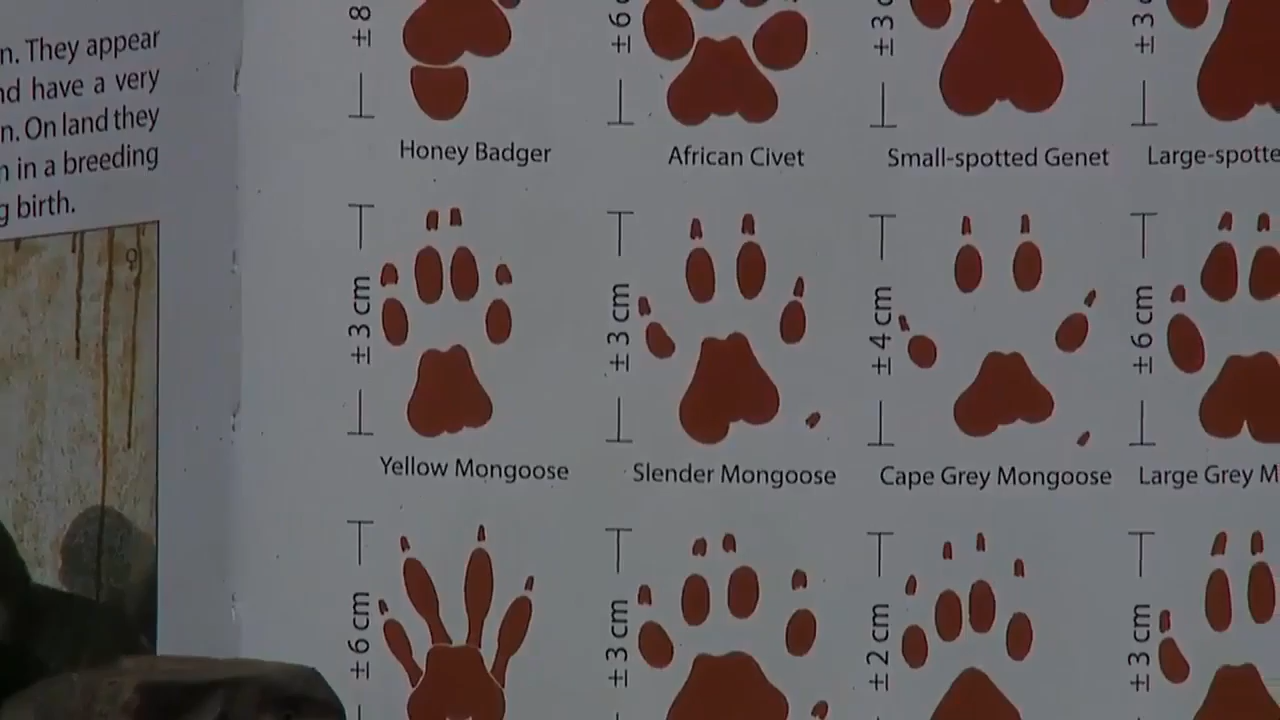 n. They appear
nd have a very
n. On land they
n in a breeding
g birth.
9
±8
±6
±3
±3
Honey Badger
African Civet
Small-spotted Genet
Large-spotte
±3 cm
±3 cm
±4 cm
±6 cm
Yellow Mongoose
Slender Mongoose
Cape Grey Mongoose
Large Grey M
±6 cm
±3 cm
±2 cm
±3 cm